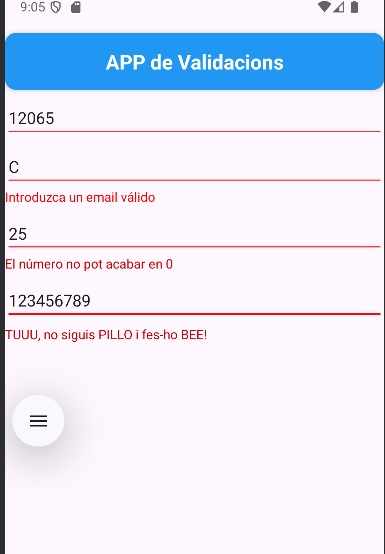 9:05
APP de Validacions
12065
C
Introduzca un email válido
25
El número no pot acabar en 0
123456789
TUUU, no siguis PILLO i fes-ho BEE!